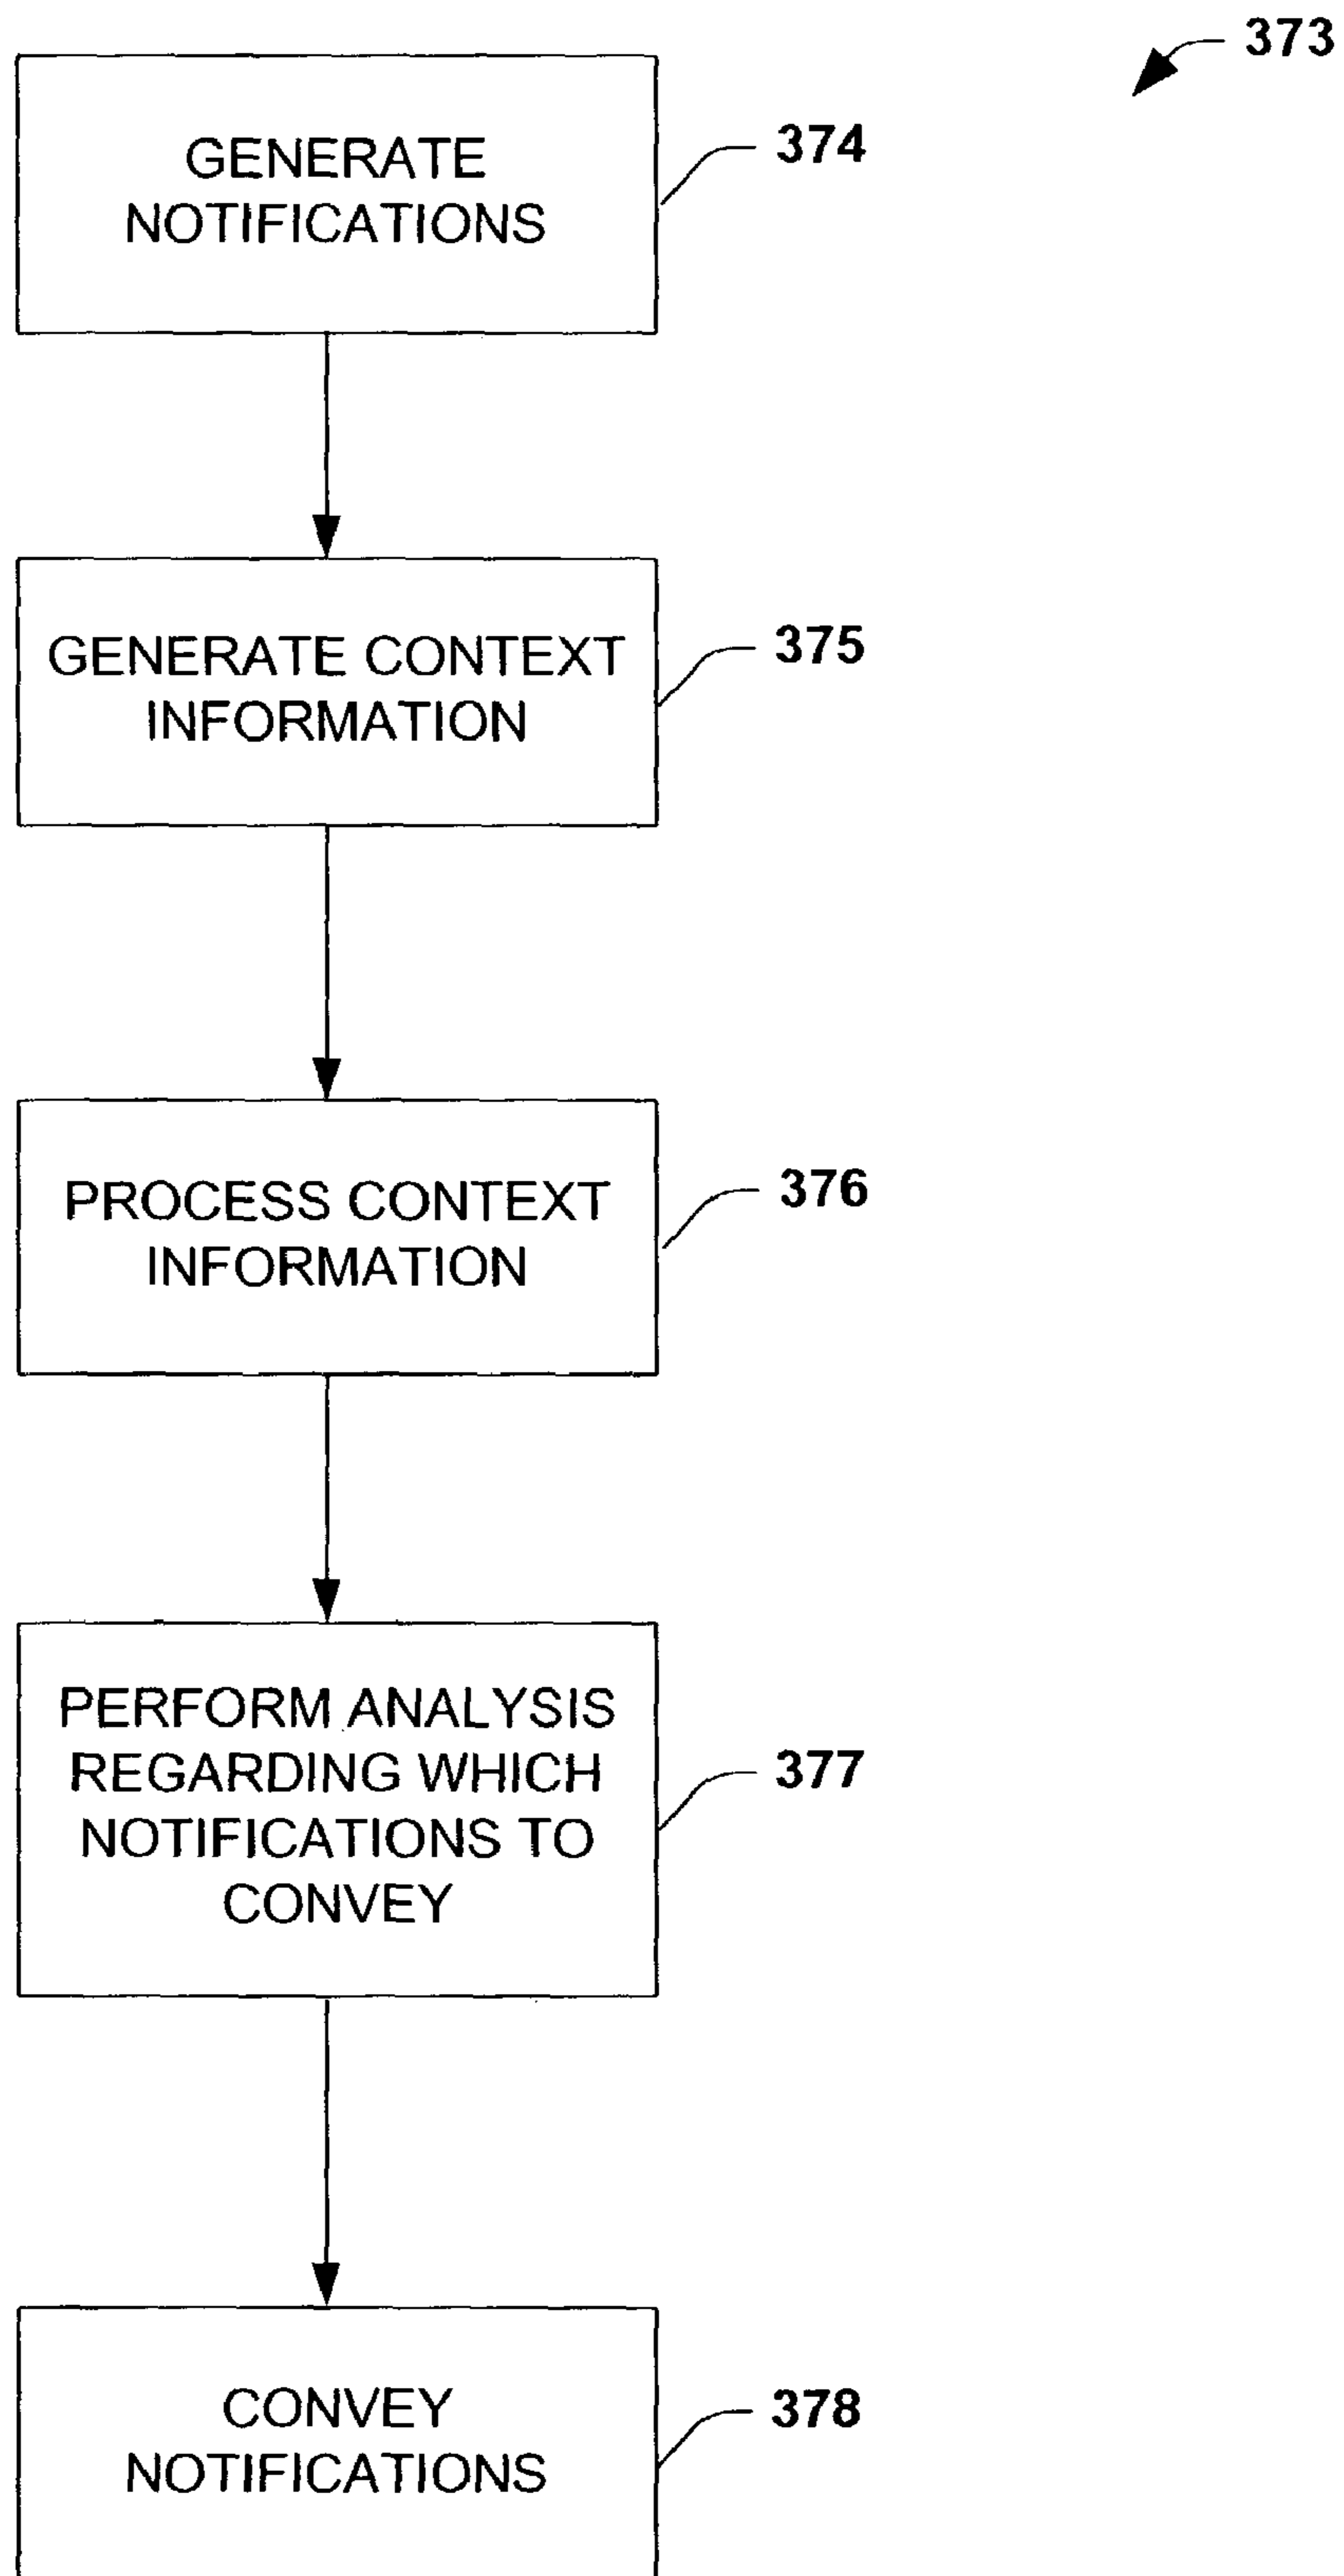 373
GENERATE
NOTIFICATIONS
374
GENERATE CONTEXT
INFORMATION
375
PROCESS CONTEXT
INFORMATION
376
PERFORM ANALYSIS
REGARDING WHICH
NOTIFICATIONS TO
CONVEY
377
CONVEY
NOTIFICATIONS
378